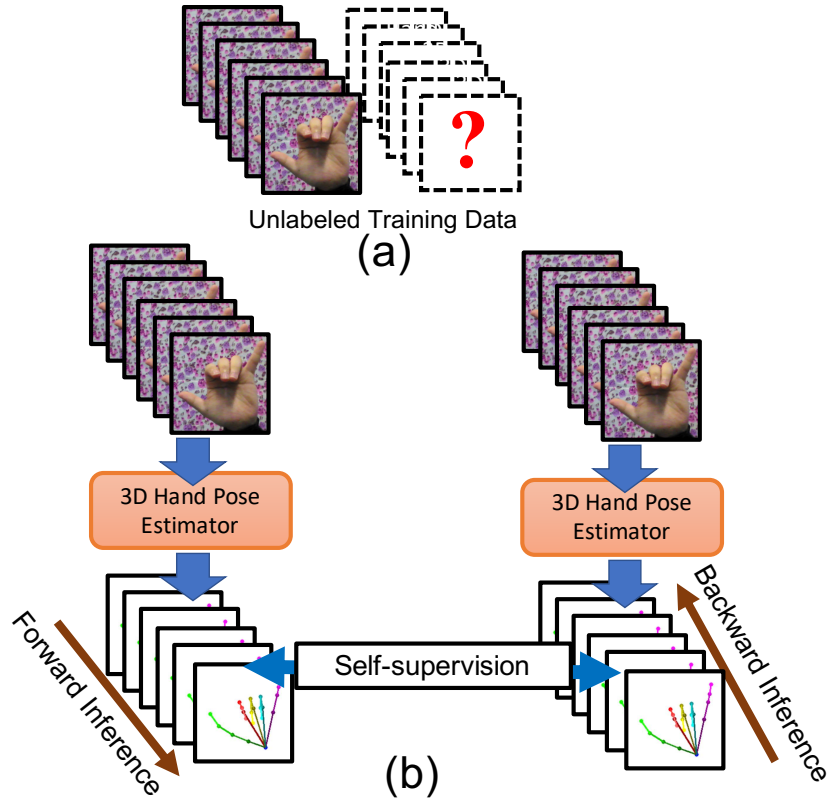 ?
Unlabeled Training Data
(a)
3D Hand Pose
Estimator
3D Hand Pose
Estimator
Forward Inference
Self-supervision
Backward Inference
(b)